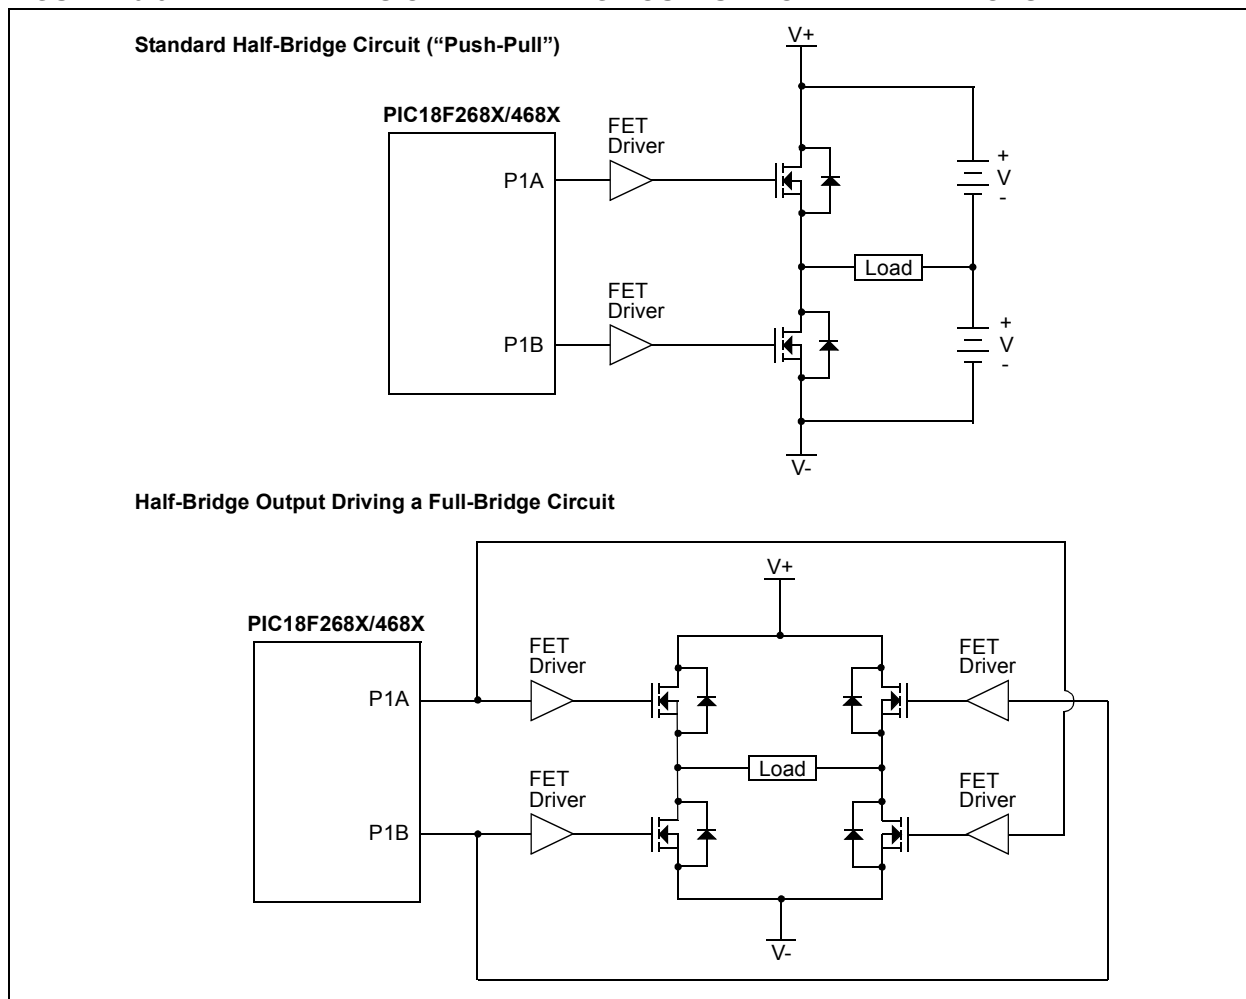 Standard Half-Bridge Circuit (“Push-Pull”)
V+
PIC18F268X/468X
FET
Driver
P1A
+
V
-
Load
FET
Driver
P1B
+
V
-
V-
Half-Bridge Output Driving a Full-Bridge Circuit
V+
PIC18F268X/468X
FET
Driver
FET
Driver
P1A
Load
FET
Driver
FET
Driver
P1B
V-